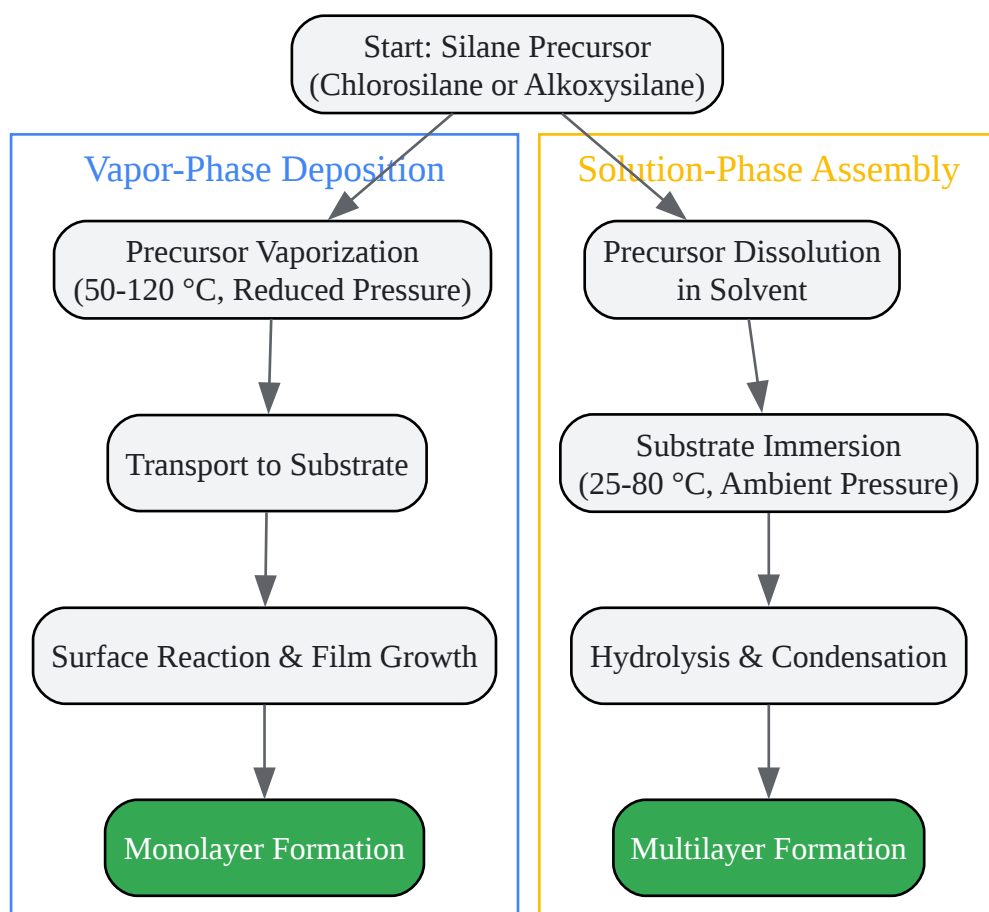 Start: Silane Precursor
(Chlorosilane or Alkoxysilane)
Vapor-Phase Deposition
Precursor Vaporization
(50-120 °C, Reduced Pressure)
Transport to Substrate
Surface Reaction & Film Growth
Monolayer Formation
Solution-Phase Assembly
Precursor Dissolution
in Solvent
Substrate Immersion
(25-80 °C, Ambient Pressure)
Hydrolysis & Condensation
Multilayer Formation